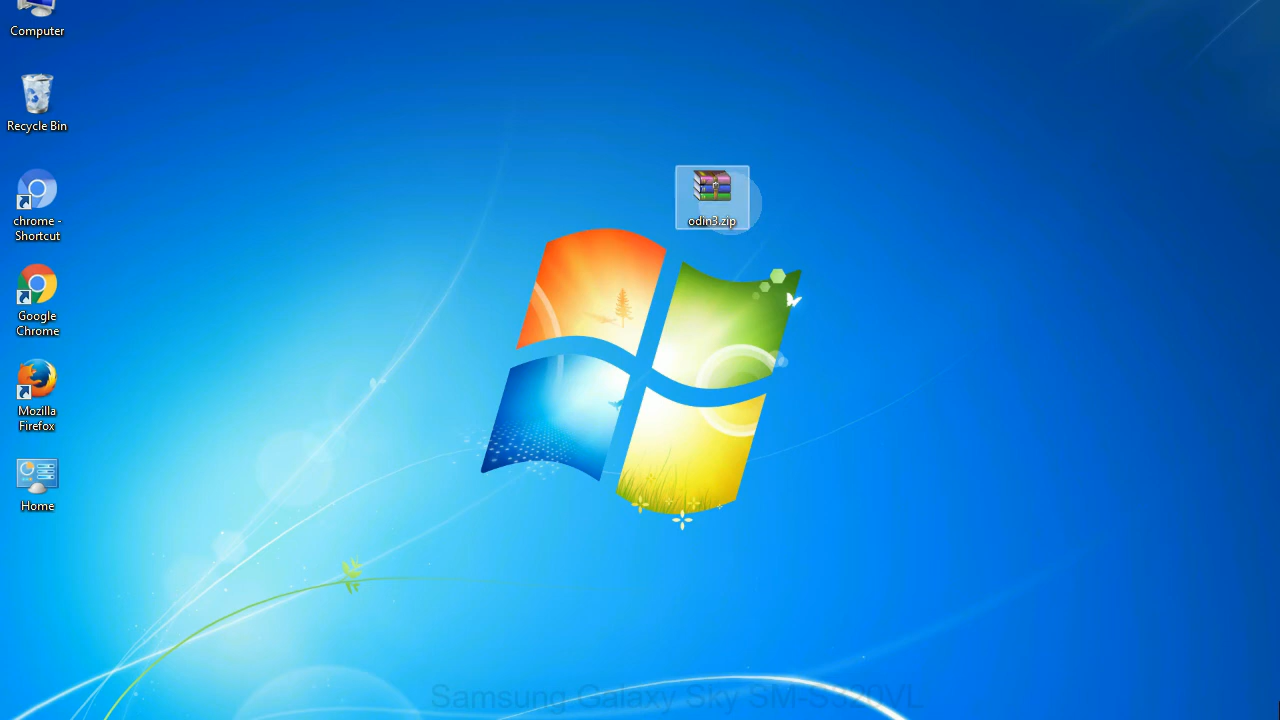 Computer
Recycle Bin
chrome -
Shortcut
Google
Chrome
Mozilla
Firefox
Home
odin3.zip
Samsung Galaxy Sky SM-S320VL